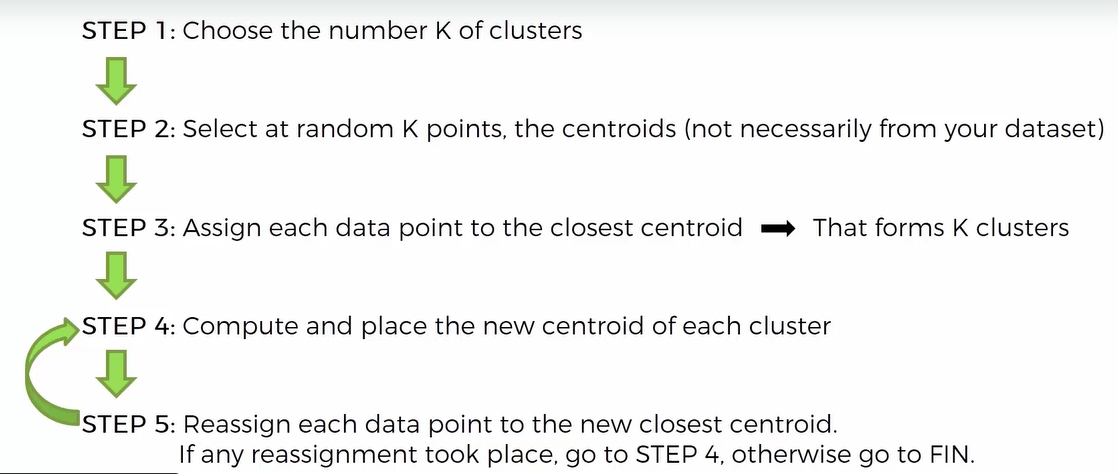 STEP 1: Choose the number K of clusters
STEP 2: Select at random K points, the centroids (not necessarily from your dataset)
STEP 3: Assign each data point to the closest centroid ➡ That forms K clusters
STEP 4: Compute and place the new centroid of each cluster
STEP 5: Reassign each data point to the new closest centroid.
If any reassignment took place, go to STEP 4, otherwise go to FIN.